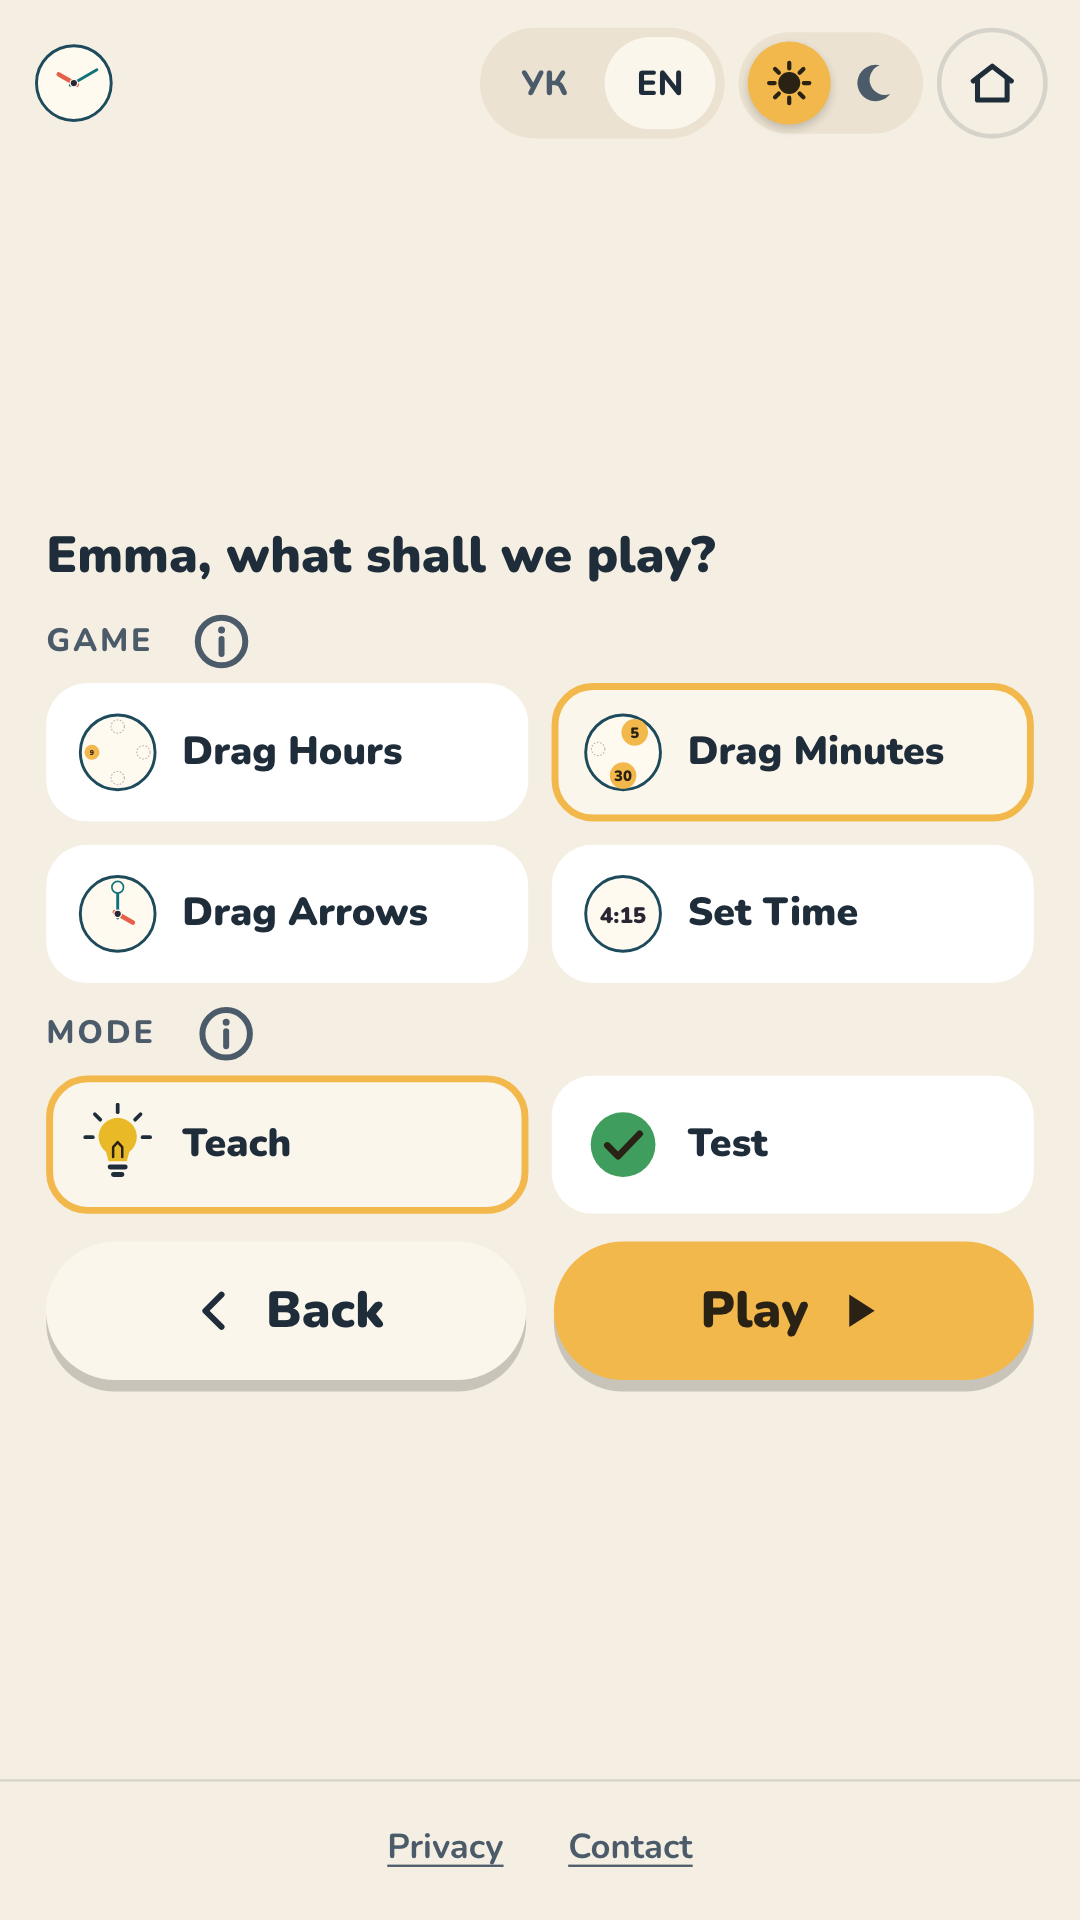 УК EN
Emma, what shall we play?
GAME
9 Drag Hours
5 30 Drag Minutes
Drag Arrows
4:15 Set Time
MODE
Teach
Test
Back
Play
Privacy Contact